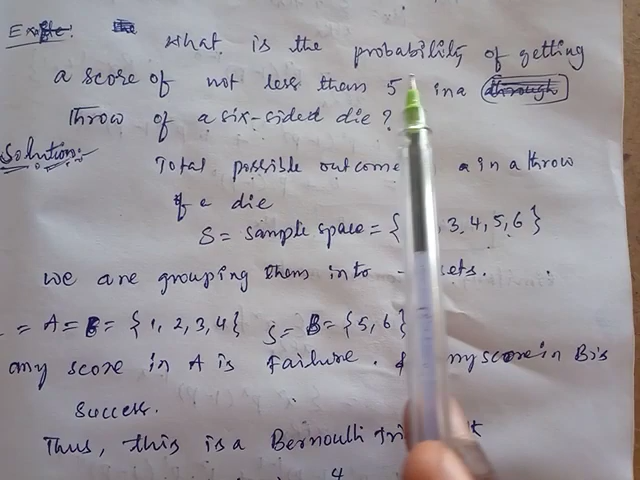 Ex: What is the probability of getting
a score of not less than 5 in a
throw of a six-sided die?
Solution: Total possible outcome a in a throw
of a die
S = sample space = { 3, 4, 5, 6 }
we are grouping them into sets.
= A = = {1, 2, 3, 4} S = B = {5, 6}
any score in A is Failure. & my score in B is
Success.
Thus, this is a Bernoulli
4